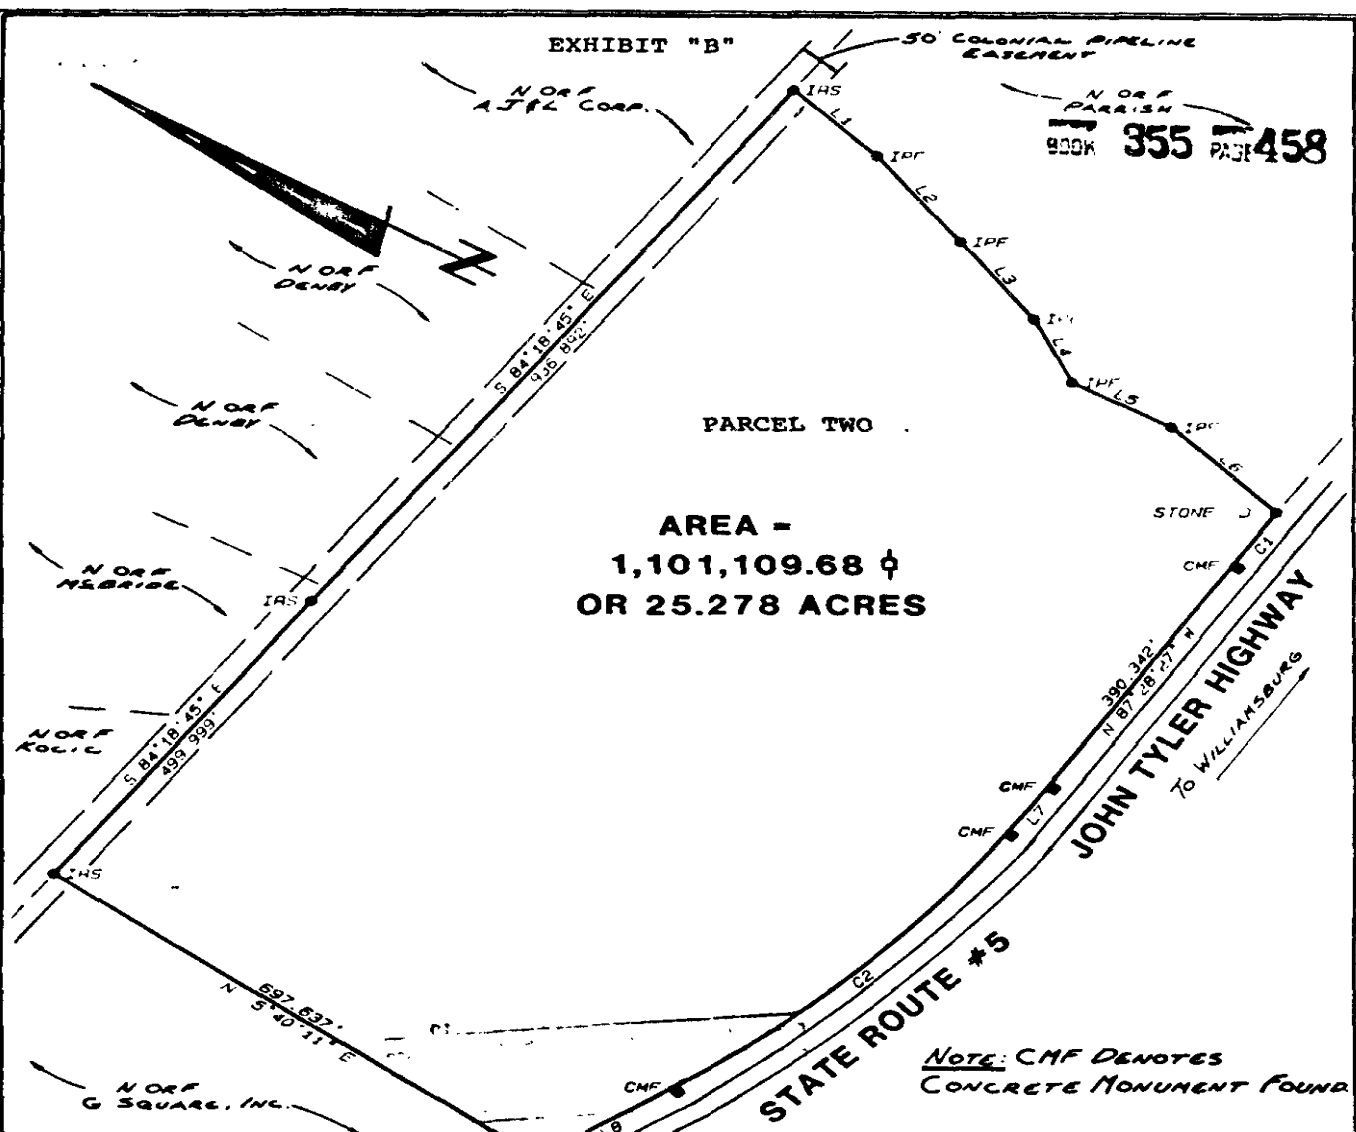 EXHIBIT "B"
50' COLONIAL PIPELINE
EASEMENT
N OR F
A J & L CORP.
IRS
N OR F
PARRISH
BOOK 355 PAGE 458
L1
IPF
L2
IPF
N
N OR F
DENBY
L3
S 84°18'45" E
936.892'
L4
IPF
L5
N OR F
DENBY
PARCEL TWO
L6
STONE
AREA =
1,101,109.68 ф
OR 25.278 ACRES
C1
CMF
N OR F
McBRIDE
IRS
390.342'
N 87°28'27" W
JOHN TYLER HIGHWAY
TO WILLIAMSBURG
S 84°18'45" E
499.999'
N OR F
KOCIC
CMF
L7
CMF
IRS
C2
STATE ROUTE #5
697.637'
N 5°40'11" E
NOTE: CMF DENOTES
CONCRETE MONUMENT FOUND
CMF
N OR F
G SQUARE, INC.
L8